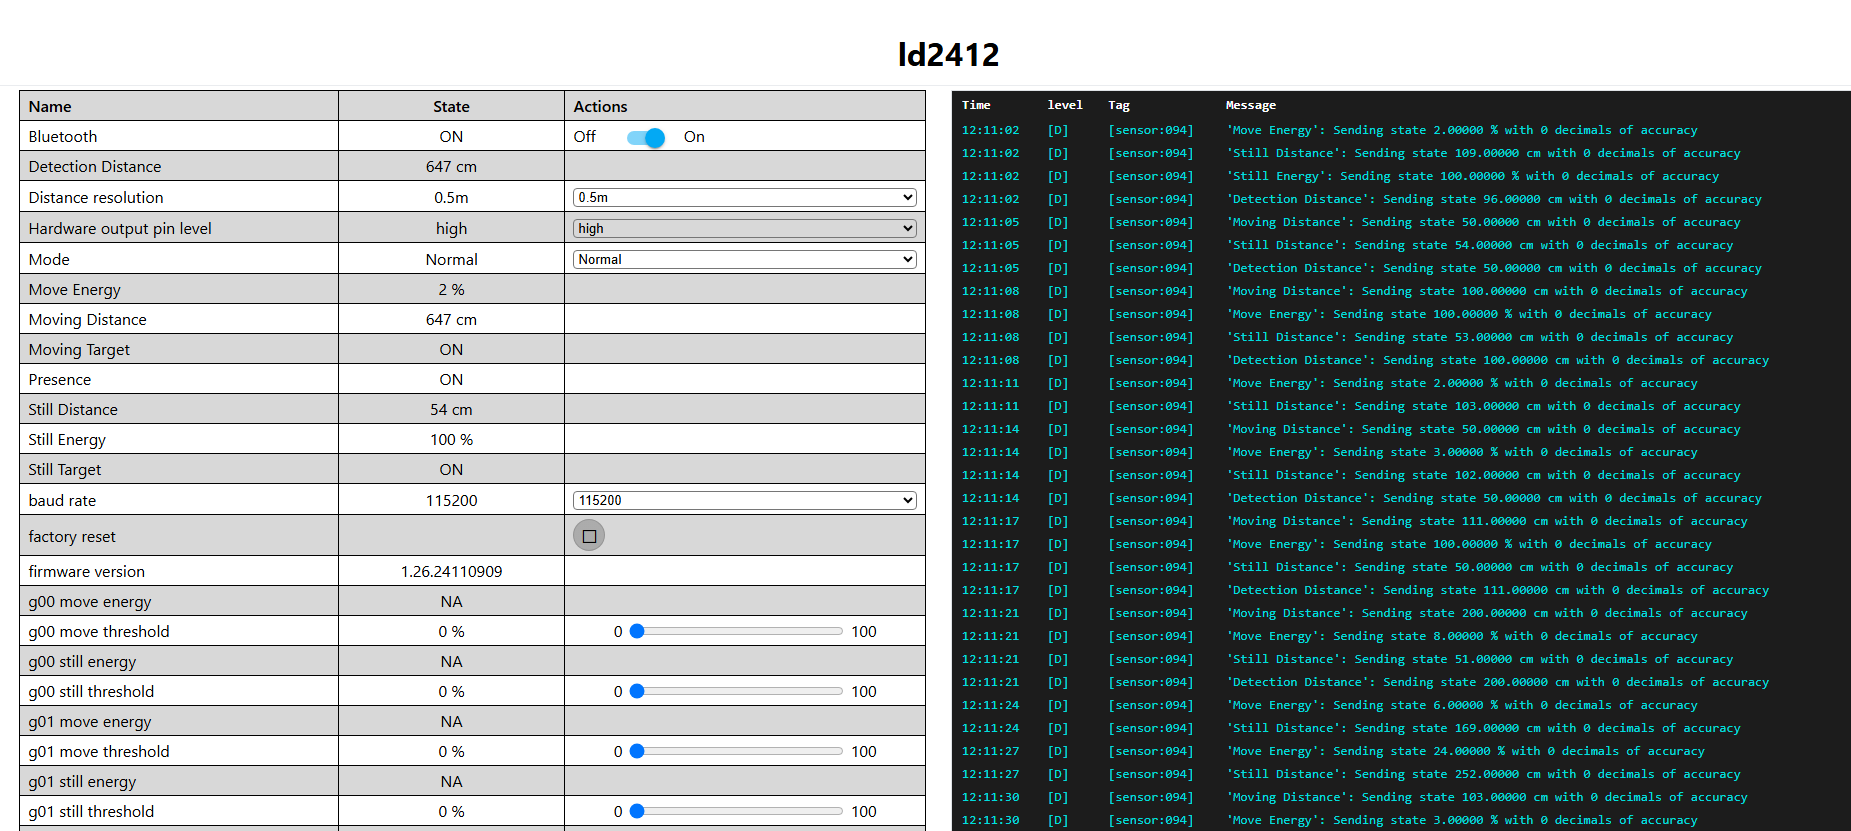 ld2412
Name State Actions
Bluetooth ON Off On
Detection Distance 647 cm
Distance resolution 0.5m 0.5m
Hardware output pin level high high
Mode Normal Normal
Move Energy 2 %
Moving Distance 647 cm
Moving Target ON
Presence ON
Still Distance 54 cm
Still Energy 100 %
Still Target ON
baud rate 115200 115200
factory reset
firmware version 1.26.24110909
g00 move energy NA
g00 move threshold 0 % 0 100
g00 still energy NA
g00 still threshold 0 % 0 100
g01 move energy NA
g01 move threshold 0 % 0 100
g01 still energy NA
g01 still threshold 0 % 0 100
Time level Tag Message
12:11:02 [D] [sensor:094] 'Move Energy': Sending state 2.00000 % with 0 decimals of accuracy
12:11:02 [D] [sensor:094] 'Still Distance': Sending state 109.00000 cm with 0 decimals of accuracy
12:11:02 [D] [sensor:094] 'Still Energy': Sending state 100.00000 % with 0 decimals of accuracy
12:11:02 [D] [sensor:094] 'Detection Distance': Sending state 96.00000 cm with 0 decimals of accuracy
12:11:05 [D] [sensor:094] 'Moving Distance': Sending state 50.00000 cm with 0 decimals of accuracy
12:11:05 [D] [sensor:094] 'Still Distance': Sending state 54.00000 cm with 0 decimals of accuracy
12:11:05 [D] [sensor:094] 'Detection Distance': Sending state 50.00000 cm with 0 decimals of accuracy
12:11:08 [D] [sensor:094] 'Moving Distance': Sending state 100.00000 cm with 0 decimals of accuracy
12:11:08 [D] [sensor:094] 'Move Energy': Sending state 100.00000 % with 0 decimals of accuracy
12:11:08 [D] [sensor:094] 'Still Distance': Sending state 53.00000 cm with 0 decimals of accuracy
12:11:08 [D] [sensor:094] 'Detection Distance': Sending state 100.00000 cm with 0 decimals of accuracy
12:11:11 [D] [sensor:094] 'Move Energy': Sending state 2.00000 % with 0 decimals of accuracy
12:11:11 [D] [sensor:094] 'Still Distance': Sending state 103.00000 cm with 0 decimals of accuracy
12:11:14 [D] [sensor:094] 'Moving Distance': Sending state 50.00000 cm with 0 decimals of accuracy
12:11:14 [D] [sensor:094] 'Move Energy': Sending state 3.00000 % with 0 decimals of accuracy
12:11:14 [D] [sensor:094] 'Still Distance': Sending state 102.00000 cm with 0 decimals of accuracy
12:11:14 [D] [sensor:094] 'Detection Distance': Sending state 50.00000 cm with 0 decimals of accuracy
12:11:17 [D] [sensor:094] 'Moving Distance': Sending state 111.00000 cm with 0 decimals of accuracy
12:11:17 [D] [sensor:094] 'Move Energy': Sending state 100.00000 % with 0 decimals of accuracy
12:11:17 [D] [sensor:094] 'Still Distance': Sending state 50.00000 cm with 0 decimals of accuracy
12:11:17 [D] [sensor:094] 'Detection Distance': Sending state 111.00000 cm with 0 decimals of accuracy
12:11:21 [D] [sensor:094] 'Moving Distance': Sending state 200.00000 cm with 0 decimals of accuracy
12:11:21 [D] [sensor:094] 'Move Energy': Sending state 8.00000 % with 0 decimals of accuracy
12:11:21 [D] [sensor:094] 'Still Distance': Sending state 51.00000 cm with 0 decimals of accuracy
12:11:21 [D] [sensor:094] 'Detection Distance': Sending state 200.00000 cm with 0 decimals of accuracy
12:11:24 [D] [sensor:094] 'Move Energy': Sending state 6.00000 % with 0 decimals of accuracy
12:11:24 [D] [sensor:094] 'Still Distance': Sending state 169.00000 cm with 0 decimals of accuracy
12:11:27 [D] [sensor:094] 'Move Energy': Sending state 24.00000 % with 0 decimals of accuracy
12:11:27 [D] [sensor:094] 'Still Distance': Sending state 252.00000 cm with 0 decimals of accuracy
12:11:30 [D] [sensor:094] 'Moving Distance': Sending state 103.00000 cm with 0 decimals of accuracy
12:11:30 [D] [sensor:094] 'Move Energy': Sending state 3.00000 % with 0 decimals of accuracy